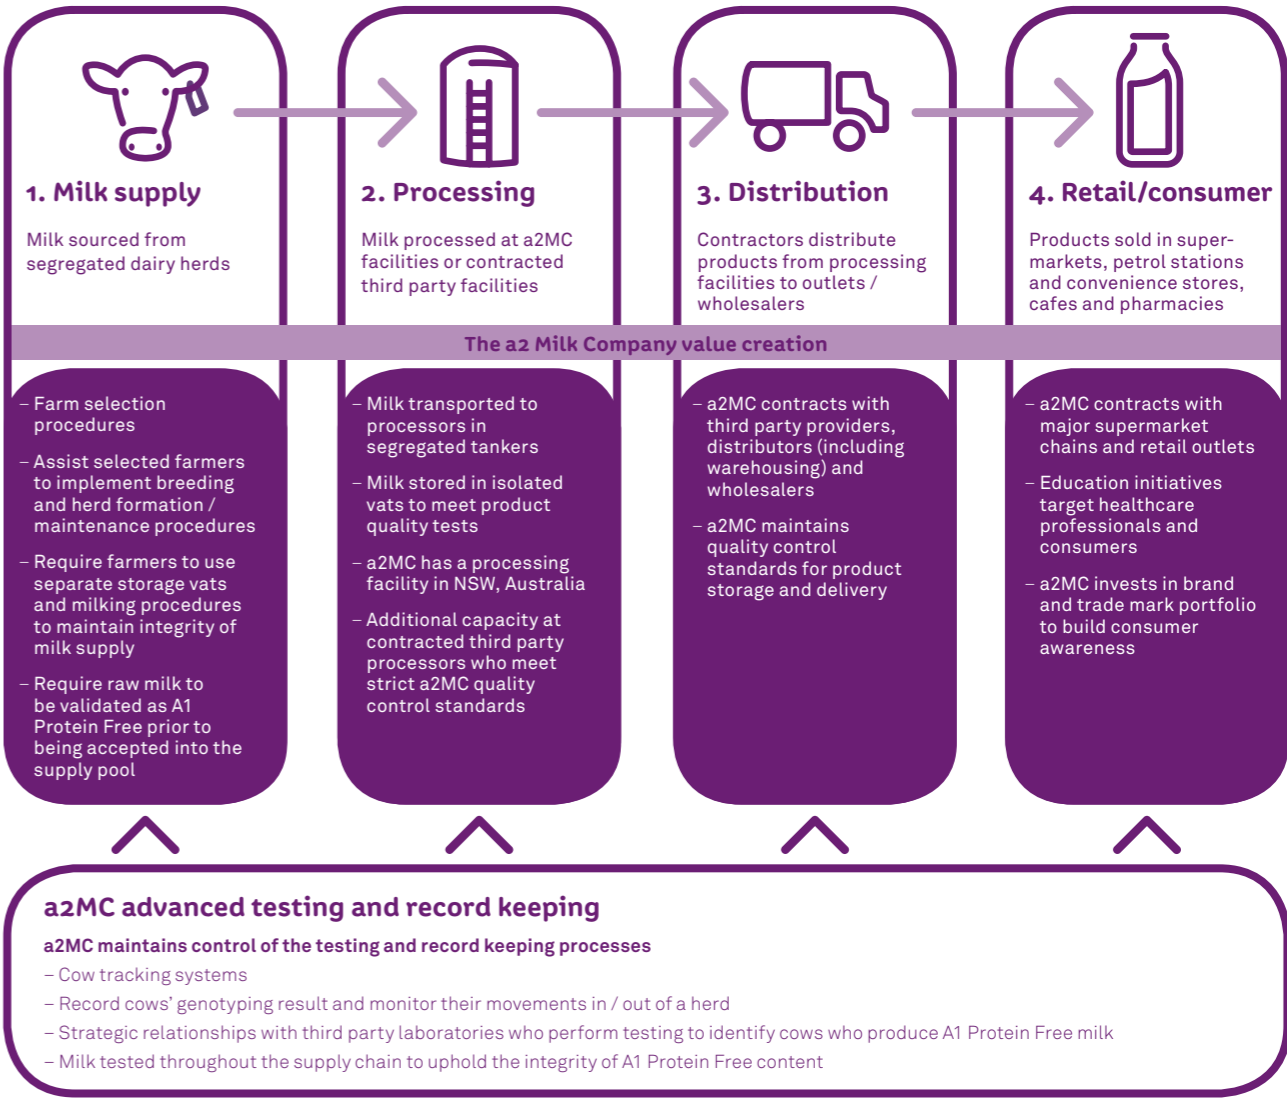 1. Milk supply
Milk sourced from
segregated dairy herds
2. Processing
Milk processed at a2MC
facilities or contracted
third party facilities
3. Distribution
Contractors distribute
products from processing
facilities to outlets /
wholesalers
4. Retail/consumer
Products sold in super-
markets, petrol stations
and convenience stores,
cafes and pharmacies
The a2 Milk Company value creation
– Farm selection
procedures
– Assist selected farmers
to implement breeding
and herd formation /
maintenance procedures
– Require farmers to use
separate storage vats
and milking procedures
to maintain integrity of
milk supply
– Require raw milk to
be validated as A1
Protein Free prior to
being accepted into the
supply pool
– Milk transported to
processors in
segregated tankers
– Milk stored in isolated
vats to meet product
quality tests
– a2MC has a processing
facility in NSW, Australia
– Additional capacity at
contracted third party
processors who meet
strict a2MC quality
control standards
– a2MC contracts with
third party providers,
distributors (including
warehousing) and
wholesalers
– a2MC maintains
quality control
standards for product
storage and delivery
– a2MC contracts with
major supermarket
chains and retail outlets
– Education initiatives
target healthcare
professionals and
consumers
– a2MC invests in brand
and trade mark portfolio
to build consumer
awareness
a2MC advanced testing and record keeping
a2MC maintains control of the testing and record keeping processes
– Cow tracking systems
– Record cows’ genotyping result and monitor their movements in / out of a herd
– Strategic relationships with third party laboratories who perform testing to identify cows who produce A1 Protein Free milk
– Milk tested throughout the supply chain to uphold the integrity of A1 Protein Free content